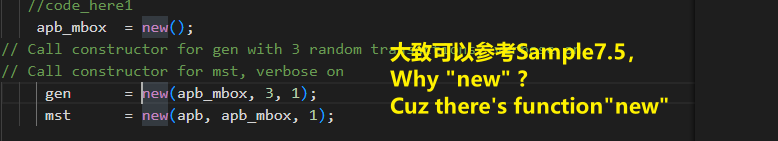 //code_here1
apb_mbox  = new();
// Call constructor for gen with 3 random tra
// Call constructor for mst, verbose on
gen       = new(apb_mbox, 3, 1);
mst       = new(apb, apb_mbox, 1);
大致可以参考Sample7.5，
Why "new" ?
Cuz there's function"new"